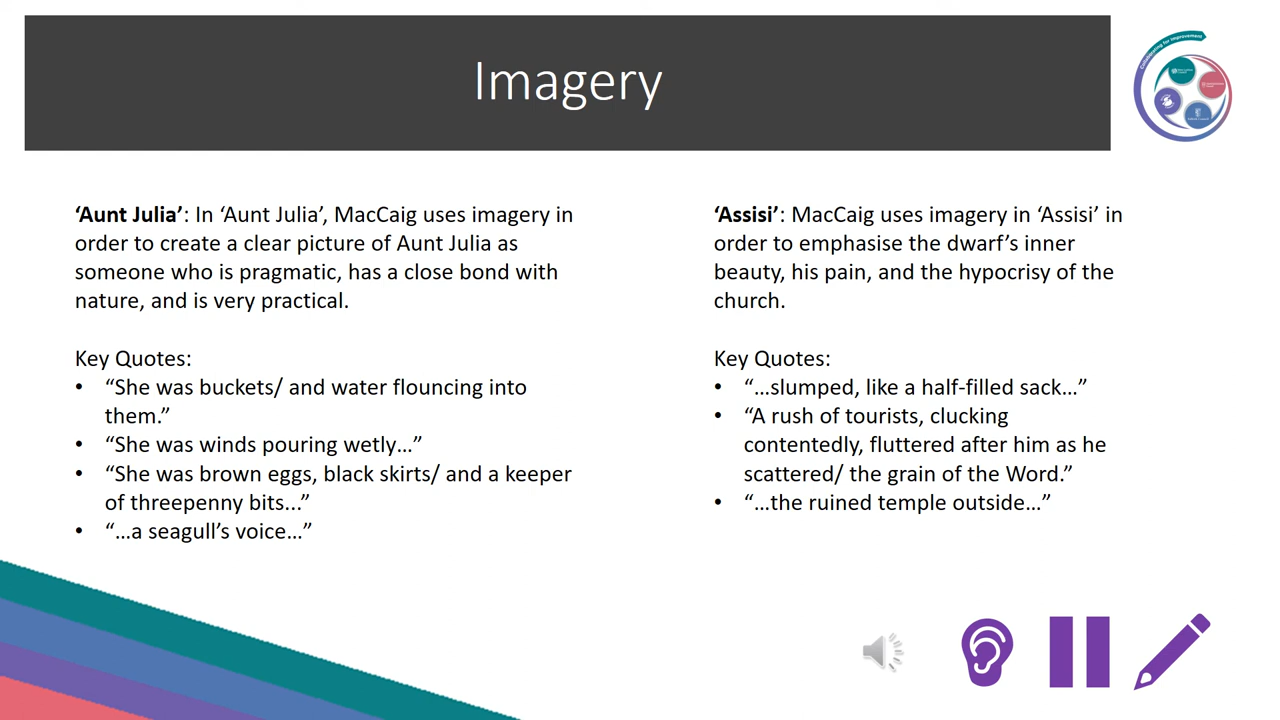 Imagery
Collaborating for Improvement
‘Aunt Julia’: In ‘Aunt Julia’, MacCaig uses imagery in
order to create a clear picture of Aunt Julia as
someone who is pragmatic, has a close bond with
nature, and is very practical.
Key Quotes:
• “She was buckets/ and water flouncing into
them.”
• “She was winds pouring wetly…”
• “She was brown eggs, black skirts/ and a keeper
of threepenny bits...”
• “…a seagull’s voice…”
‘Assisi’: MacCaig uses imagery in ‘Assisi’ in
order to emphasise the dwarf’s inner
beauty, his pain, and the hypocrisy of the
church.
Key Quotes:
• “…slumped, like a half-filled sack…”
• “A rush of tourists, clucking
contentedly, fluttered after him as he
scattered/ the grain of the Word.”
• “…the ruined temple outside…”